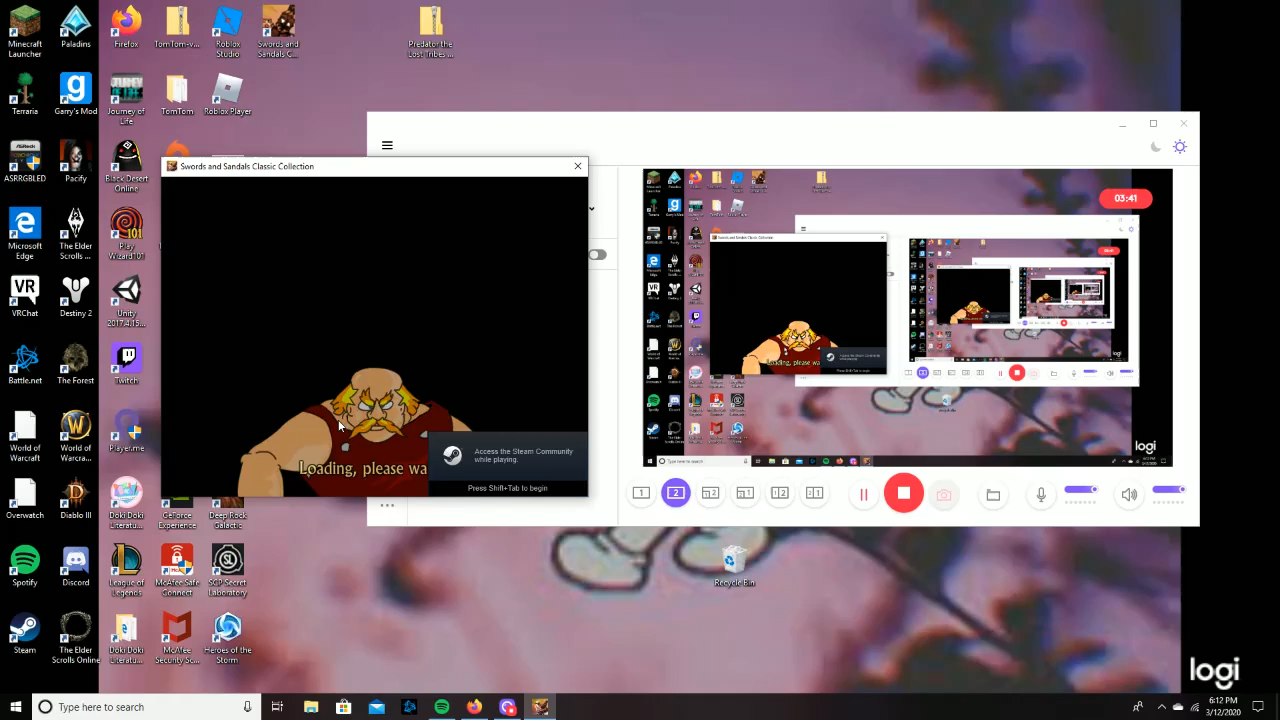 Minecraft
Launcher
Paladins
Firefox
TomTom-v...
Roblox
Studio
Swords and
Sandals C...
Predator the
Lost Tribes ...
Terraria
Garry's Mod
Journey of
Life
TomTom
Roblox Player
ASRock
ASRRGBLED
Pacify
Black Desert
Online
Swords and Sandals Classic Collection
03:41
Microsoft
Edge
The Elder
Scrolls ...
Play
Wizard101
VR
VRChat
Destiny 2
Unity
2017.4.15...
Battle.net
The Forest
Twitch
World of
Warcraft
World of
Warcra...
Player.me
Loading, please wa
Access the Steam Community
while playing.
Press Shift+Tab to begin
Overwatch
Diablo III
Doki Doki
Literatu...
GeForce
Experience
Deep Rock
Galactic
Spotify
Discord
League of
Legends
McAfee Safe
Connect
SCP Secret
Laboratory
Recycle Bin
Steam
The Elder
Scrolls Online
Doki Doki
Literatu...
McAfee
Security Sc...
Heroes of the
Storm
logi
logi
Type here to search
6:12 PM
3/12/2020